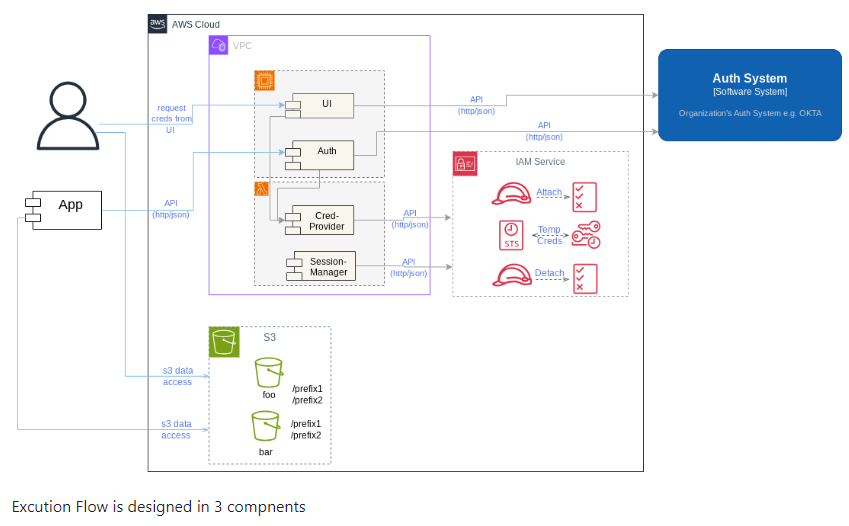 aws
AWS Cloud
VPC
UI
Auth
Cred-
Provider
Session-
Manager
request
creds from
UI
App
API
(http/json)
API
(http/json)
API
(http/json)
API
(http/json)
API
(http/json)
Auth System
[Software System]
Organization's Auth System e.g. OKTA
IAM Service
Attach
STS
Temp
Creds
Detach
S3
foo
/prefix1
/prefix2
bar
/prefix1
/prefix2
s3 data
access
s3 data
access
Excution Flow is designed in 3 compnents